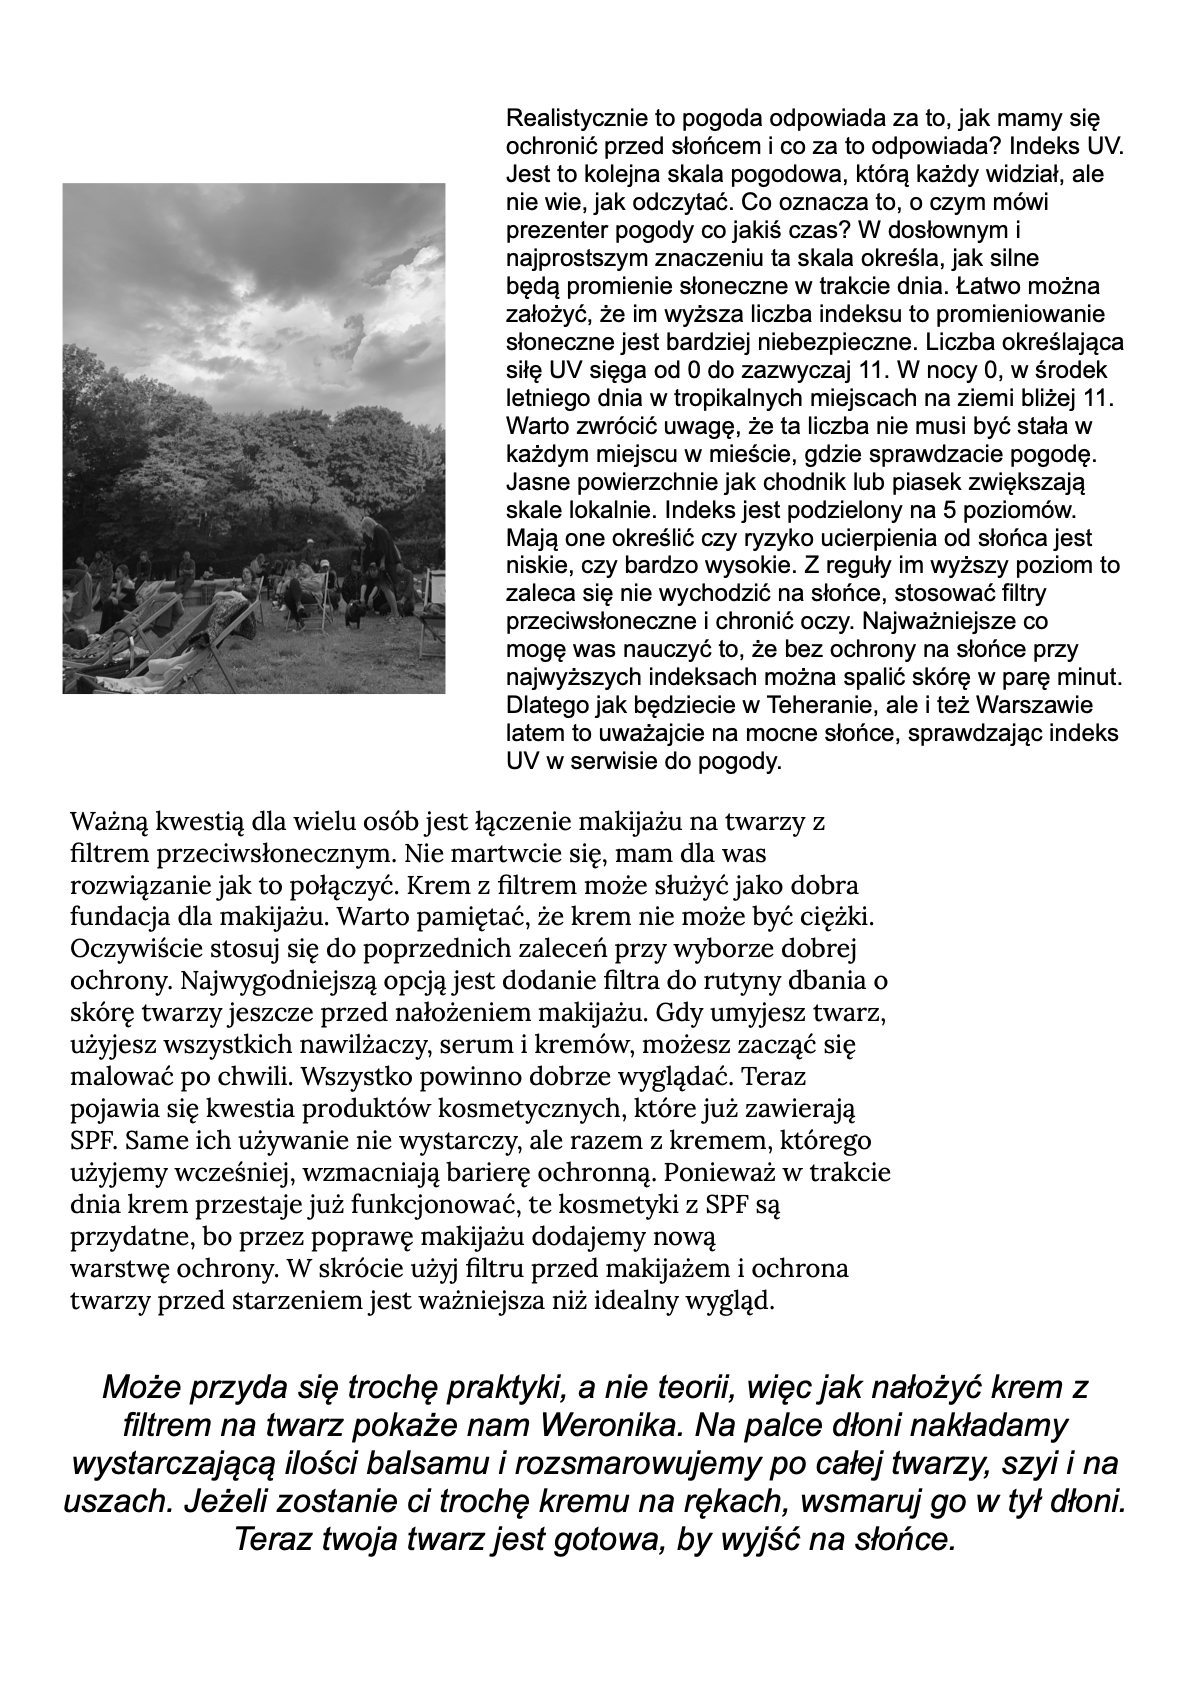 Realistycznie to pogoda odpowiada za to, jak mamy się
ochronić przed słońcem i co za to odpowiada? Indeks UV.
Jest to kolejna skala pogodowa, którą każdy widział, ale
nie wie, jak odczytać. Co oznacza to, o czym mówi
prezenter pogody co jakiś czas? W dosłownym i
najprostszym znaczeniu ta skala określa, jak silne
będą promienie słoneczne w trakcie dnia. Łatwo można
założyć, że im wyższa liczba indeksu to promieniowanie
słoneczne jest bardziej niebezpieczne. Liczba określająca
siłę UV sięga od 0 do zazwyczaj 11. W nocy 0, w środek
letniego dnia w tropikalnych miejscach na ziemi bliżej 11.
Warto zwrócić uwagę, że ta liczba nie musi być stała w
każdym miejscu w mieście, gdzie sprawdzacie pogodę.
Jasne powierzchnie jak chodnik lub piasek zwiększają
skale lokalnie. Indeks jest podzielony na 5 poziomów.
Mają one określić czy ryzyko ucierpienia od słońca jest
niskie, czy bardzo wysokie. Z reguły im wyższy poziom to
zaleca się nie wychodzić na słońce, stosować filtry
przeciwsłoneczne i chronić oczy. Najważniejsze co
mogę was nauczyć to, że bez ochrony na słońce przy
najwyższych indeksach można spalić skórę w parę minut.
Dlatego jak będziecie w Teheranie, ale i też Warszawie
latem to uważajcie na mocne słońce, sprawdzając indeks
UV w serwisie do pogody.
Ważną kwestią dla wielu osób jest łączenie makijażu na twarzy z
filtrem przeciwsłonecznym. Nie martwcie się, mam dla was
rozwiązanie jak to połączyć. Krem z filtrem może służyć jako dobra
fundacja dla makijażu. Warto pamiętać, że krem nie może być ciężki.
Oczywiście stosuj się do poprzednich zaleceń przy wyborze dobrej
ochrony. Najwygodniejszą opcją jest dodanie filtra do rutyny dbania o
skórę twarzy jeszcze przed nałożeniem makijażu. Gdy umyjesz twarz,
użyjesz wszystkich nawilżaczy, serum i kremów, możesz zacząć się
malować po chwili. Wszystko powinno dobrze wyglądać. Teraz
pojawia się kwestia produktów kosmetycznych, które już zawierają
SPF. Same ich używanie nie wystarczy, ale razem z kremem, którego
użyjemy wcześniej, wzmacniają barierę ochronną. Ponieważ w trakcie
dnia krem przestaje już funkcjonować, te kosmetyki z SPF są
przydatne, bo przez poprawę makijażu dodajemy nową
warstwę ochrony. W skrócie użyj filtru przed makijażem i ochrona
twarzy przed starzeniem jest ważniejsza niż idealny wygląd.
Może przyda się trochę praktyki, a nie teorii, więc jak nałożyć krem z
filtrem na twarz pokaże nam Weronika. Na palce dłoni nakładamy
wystarczającą ilości balsamu i rozsmarowujemy po całej twarzy, szyi i na
uszach. Jeżeli zostanie ci trochę kremu na rękach, wsmaruj go w tył dłoni.
Teraz twoja twarz jest gotowa, by wyjść na słońce.